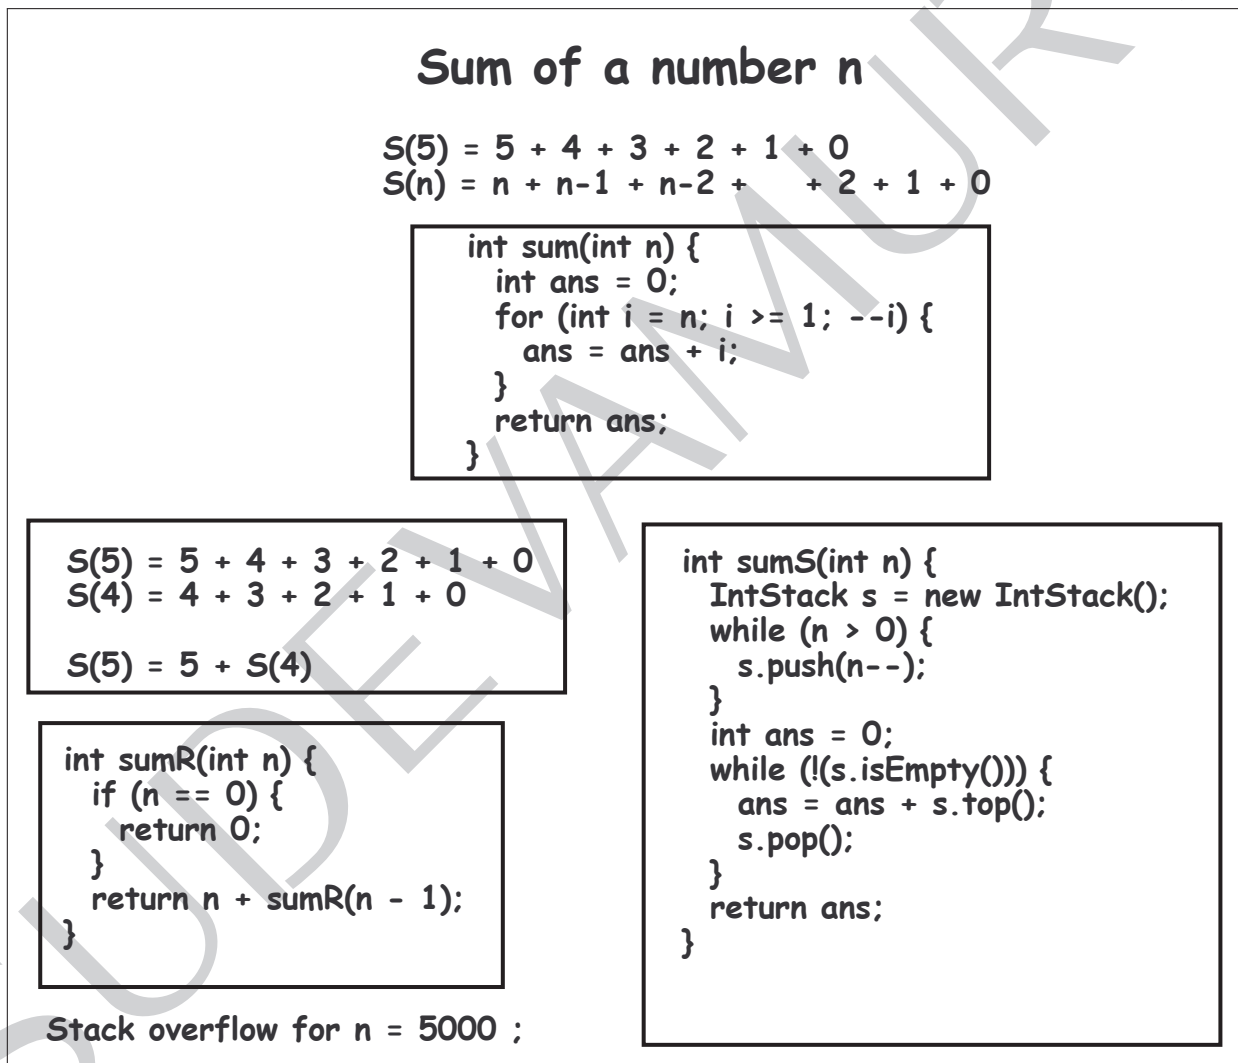 Sum of a number n
S(5) = 5 + 4 + 3 + 2 + 1 + 0
S(n) = n + n-1 + n-2 +     + 2 + 1 + 0
int sum(int n) {
  int ans = 0;
  for (int i = n; i >= 1; --i) {
    ans = ans + i;
  }
  return ans;
}
S(5) = 5 + 4 + 3 + 2 + 1 + 0
S(4) = 4 + 3 + 2 + 1 + 0
S(5) = 5 + S(4)
int sumR(int n) {
  if (n == 0) {
    return 0;
  }
  return n + sumR(n - 1);
}
Stack overflow for n = 5000 ;
int sumS(int n) {
  IntStack s = new IntStack();
  while (n > 0) {
    s.push(n--);
  }
  int ans = 0;
  while (!(s.isEmpty())) {
    ans = ans + s.top();
    s.pop();
  }
  return ans;
}
UDEVAMUR